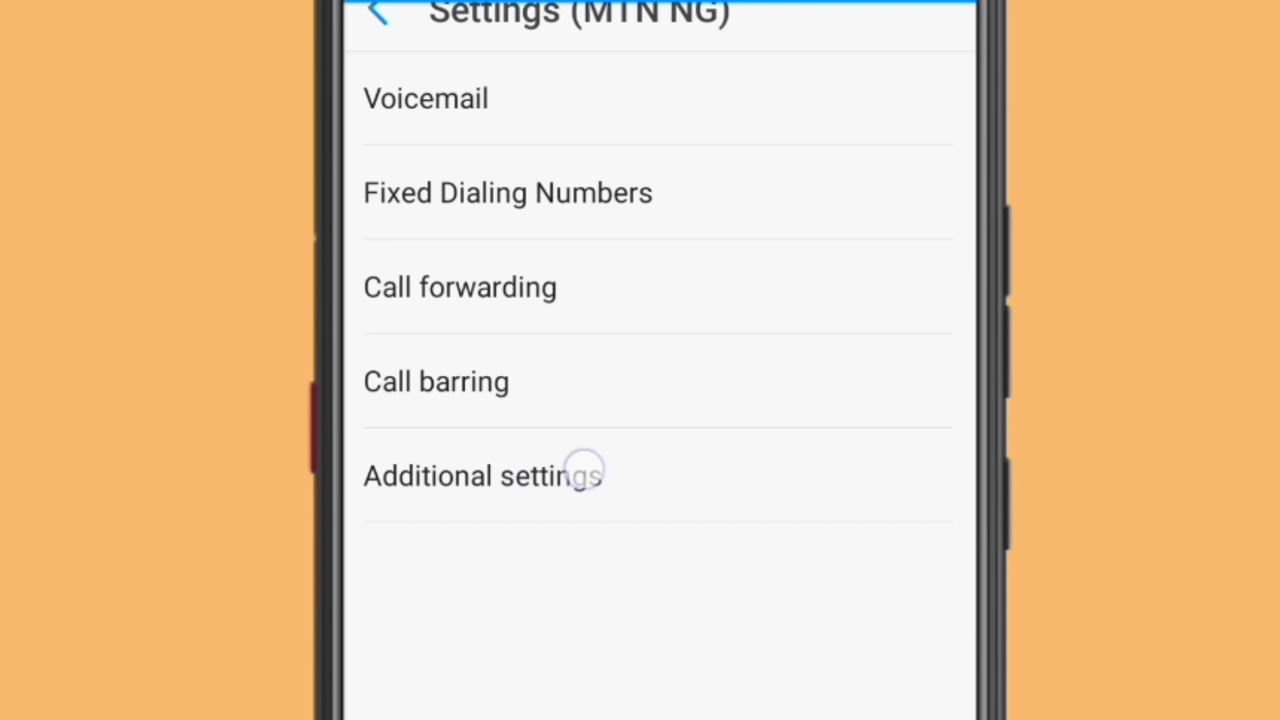 Settings (MTN NG)
Voicemail
Fixed Dialing Numbers
Call forwarding
Call barring
Additional settings